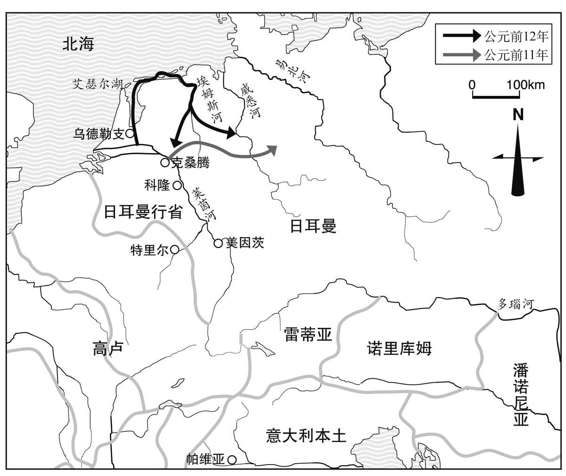 北海
公元前12年
公元前11年
0 100km
N
艾瑟尔湖
埃姆斯河
威悉河
易北河
乌德勒支
克桑腾
科隆
莱茵河
日耳曼行省
日耳曼
特里尔
美因茨
多瑙河
雷蒂亚
诺里库姆
高卢
潘诺尼亚
意大利本土
帕维亚